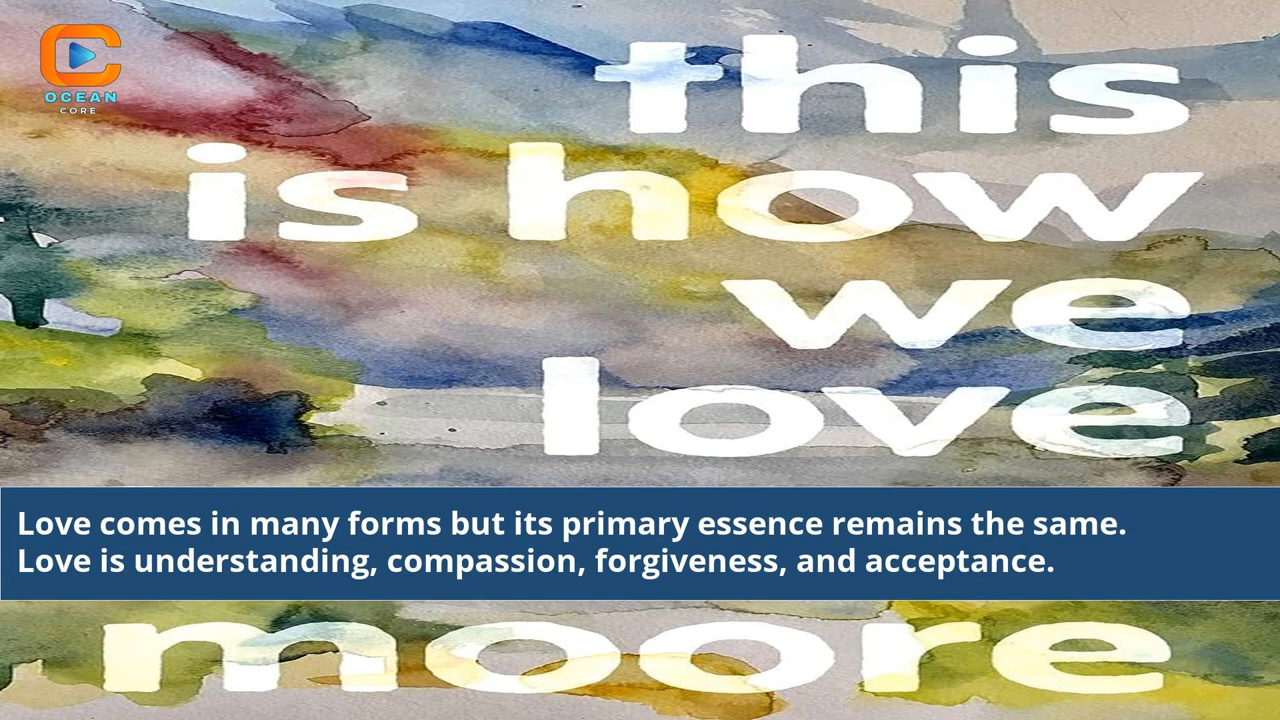 OCEAN
CORE
this
is how
we
love
Love comes in many forms but its primary essence remains the same.
Love is understanding, compassion, forgiveness, and acceptance.
moore